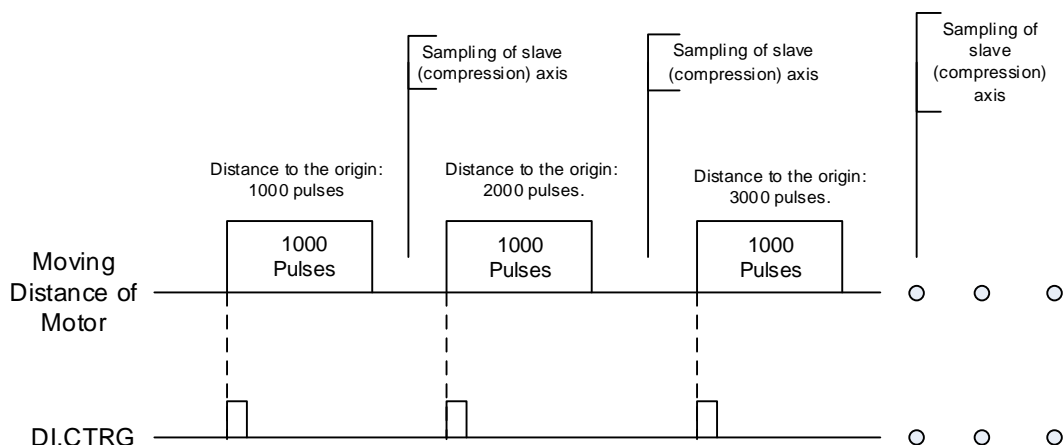 Sampling of slave
(compression) axis
Sampling of slave
(compression) axis
Sampling of
slave
(compression)
axis
Distance to the origin:
1000 pulses
Distance to the origin:
2000 pulses.
Distance to the origin:
3000 pulses.
1000
Pulses
1000
Pulses
1000
Pulses
Moving
Distance of
Motor
DI.CTRG